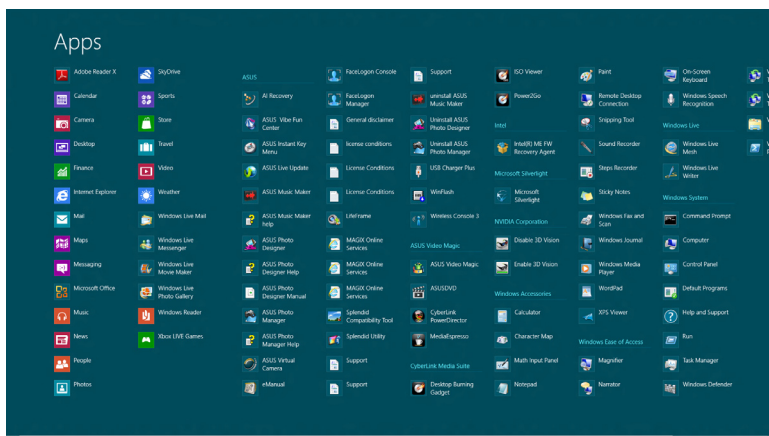 Apps
Adobe Reader X
Calendar
Camera
Desktop
Finance
Internet Explorer
Mail
Maps
Messaging
Microsoft Office
Music
News
People
Photos
SkyDrive
Sports
Store
Travel
Video
Weather
Windows Live Mail
Windows Live
Messenger
Windows Live
Movie Maker
Windows Live
Photo Gallery
Windows Reader
Xbox LIVE Games
ASUS
AI Recovery
ASUS Vibe Fun
Center
ASUS Instant Key
Menu
ASUS Live Update
ASUS Music Maker
ASUS Music Maker
help
ASUS Photo
Designer
ASUS Photo
Designer Help
ASUS Photo
Designer Manual
ASUS Photo
Manager
ASUS Photo
Manager Help
ASUS Virtual
Camera
eManual
FaceLogon Console
FaceLogon
Manager
General disclaimer
license conditions
License Conditions
License Conditions
LifeFrame
MAGIX Online
Services
MAGIX Online
Services
MAGIX Online
Services
Splendid
Compatibility Tool
Splendid Utility
Support
Support
Support
uninstall ASUS
Music Maker
Uninstall ASUS
Photo Designer
Uninstall ASUS
Photo Manager
USB Charger Plus
WinFlash
Wireless Console 3
ASUS Video Magic
ASUS Video Magic
ASUSDVD
CyberLink
PowerDirector
MediaEspresso
CyberLink Media Suite
Desktop Burning
Gadget
ISO Viewer
Power2Go
Intel
Intel(R) ME FW
Recovery Agent
Microsoft Silverlight
Microsoft
Silverlight
NVIDIA Corporation
Disable 3D Vision
Enable 3D Vision
Windows Accessories
Calculator
Character Map
Math Input Panel
Notepad
Paint
Remote Desktop
Connection
Snipping Tool
Sound Recorder
Steps Recorder
Sticky Notes
Windows Fax and
Scan
Windows Journal
Windows Media
Player
WordPad
XPS Viewer
Windows Ease of Access
Magnifier
Narrator
On-Screen
Keyboard
Windows Speech
Recognition
Windows Live
Windows Live
Mesh
Windows Live
Writer
Windows System
Command Prompt
Computer
Control Panel
Default Programs
Help and Support
Run
Task Manager
Windows Defender